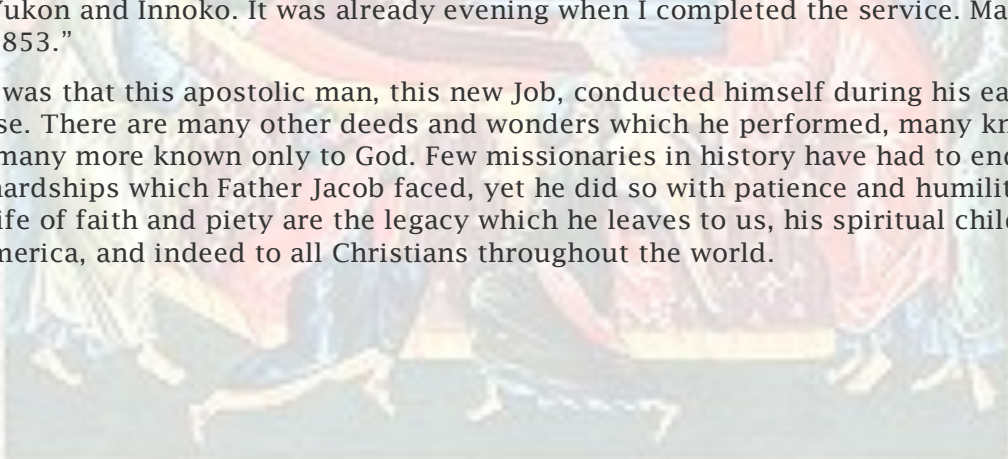 Yukon and Innoko. It was already evening when I completed the service. Ma
853.”
was that this apostolic man, this new Job, conducted himself during his ea
se. There are many other deeds and wonders which he performed, many kn
many more known only to God. Few missionaries in history have had to end
hardships which Father Jacob faced, yet he did so with patience and humilit
ife of faith and piety are the legacy which he leaves to us, his spiritual child
merica, and indeed to all Christians throughout the world.